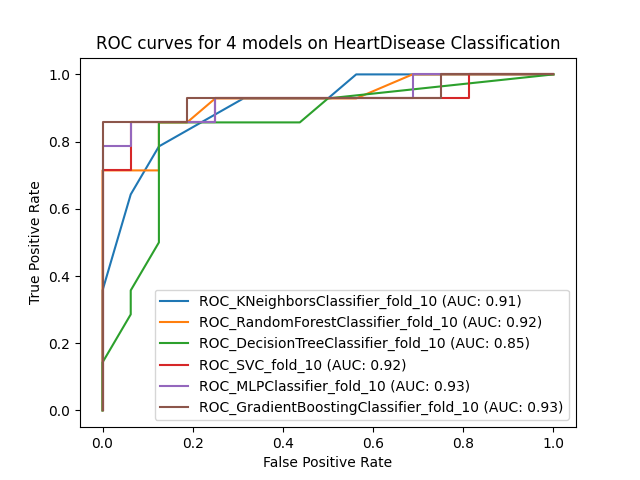 ROC curves for 4 models on HeartDisease Classification
True Positive Rate
1.0
0.8
0.6
0.4
0.2
0.0
ROC_KNeighborsClassifier_fold_10 (AUC: 0.91)
ROC_RandomForestClassifier_fold_10 (AUC: 0.92)
ROC_DecisionTreeClassifier_fold_10 (AUC: 0.85)
ROC_SVC_fold_10 (AUC: 0.92)
ROC_MLPClassifier_fold_10 (AUC: 0.93)
ROC_GradientBoostingClassifier_fold_10 (AUC: 0.93)
0.0 0.2 0.4 0.6 0.8 1.0
False Positive Rate